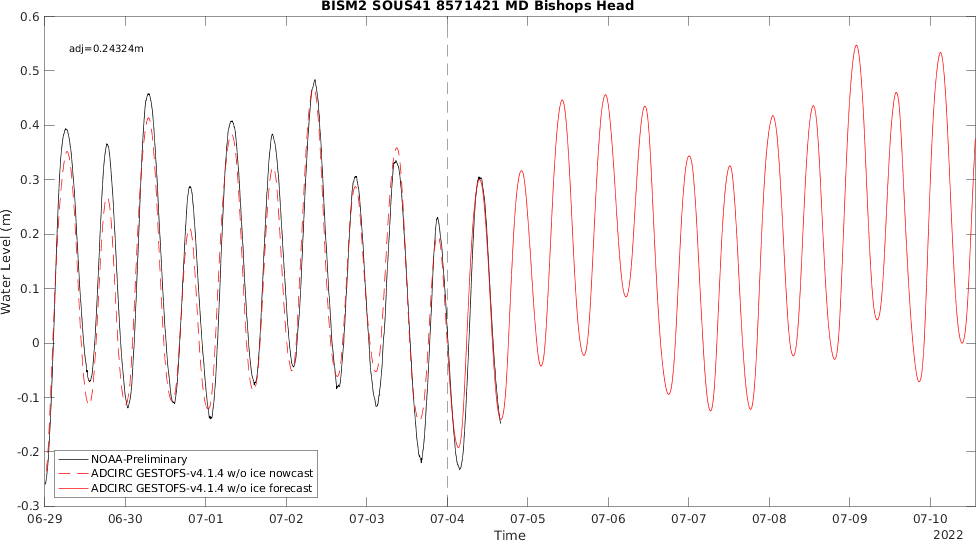 BISM2 SOUS41 8571421 MD Bishops Head
adj=0.24324m
Water Level (m)
0.6
0.5
0.4
0.3
0.2
0.1
0
-0.1
-0.2
-0.3
NOAA-Preliminary
ADCIRC GESTOFS-v4.1.4 w/o ice nowcast
ADCIRC GESTOFS-v4.1.4 w/o ice forecast
06-29 06-30 07-01 07-02 07-03 07-04 07-05 07-06 07-07 07-08 07-09 07-10
Time
2022